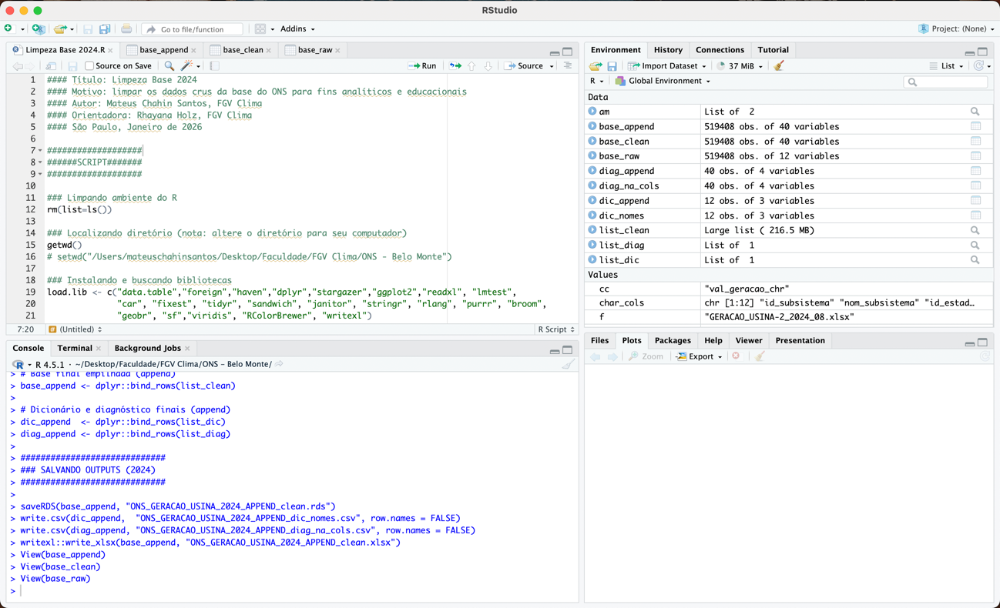 RStudio
Go to file/function
Addins
Project: (None)
Limpeza Base 2024.R
base_append
base_clean
base_raw
Source on Save
Run
Source
1 #### Título: Limpeza Base 2024
2 #### Motivo: limpar os dados crus da base do ONS para fins analíticos e educacionais
3 #### Autor: Mateus Chahin Santos, FGV Clima
4 #### Orientadora: Rhayana Holz, FGV Clima
5 #### São Paulo, Janeiro de 2026
6
7 ###################
8 ######SCRIPT#######
9 ###################
10
11 ### Limpando ambiente do R
12 rm(list=ls())
13
14 ### Localizando diretório (nota: altere o diretório para seu computador)
15 getwd()
16 # setwd("/Users/mateuschahinsantos/Desktop/Faculdade/FGV Clima/ONS - Belo Monte")
17
18 ### Instalando e buscando bibliotecas
19 load.lib <- c("data.table","foreign","haven","dplyr","stargazer","ggplot2","readxl", "lmtest",
20 "car", "fixest", "tidyr", "sandwich", "janitor", "stringr", "rlang", "purrr", "broom",
21 "geobr", "sf","viridis", "RColorBrewer", "writexl")
7:20
# (Untitled)
R Script
Console
Terminal
Background Jobs
R 4.5.1 · ~/Desktop/Faculdade/FGV Clima/ONS - Belo Monte/
> # Base final empilhada (append)
> base_append <- dplyr::bind_rows(list_clean)
>
> # Dicionário e diagnóstico finais (append)
> dic_append  <- dplyr::bind_rows(list_dic)
> diag_append <- dplyr::bind_rows(list_diag)
>
> #############################
> ### SALVANDO OUTPUTS (2024)
> #############################
>
> saveRDS(base_append, "ONS_GERACAO_USINA_2024_APPEND_clean.rds")
> write.csv(dic_append,  "ONS_GERACAO_USINA_2024_APPEND_dic_nomes.csv", row.names = FALSE)
> write.csv(diag_append, "ONS_GERACAO_USINA_2024_APPEND_diag_na_cols.csv", row.names = FALSE)
> writexl::write_xlsx(base_append, "ONS_GERACAO_USINA_2024_APPEND_clean.xlsx")
> View(base_append)
> View(base_clean)
> View(base_raw)
>
Environment
History
Connections
Tutorial
Import Dataset
37 MiB
List
R
Global Environment
Data
am List of 2
base_append 519408 obs. of 40 variables
base_clean 519408 obs. of 40 variables
base_raw 519408 obs. of 12 variables
diag_append 40 obs. of 4 variables
diag_na_cols 40 obs. of 4 variables
dic_append 12 obs. of 3 variables
dic_nomes 12 obs. of 3 variables
list_clean Large list ( 216.5 MB)
list_diag List of 1
list_dic List of 1
Values
cc "val_geracao_chr"
char_cols chr [1:12] "id_subsistema" "nom_subsistema" "id_estad…
f "GERACAO_USINA-2_2024_08.xlsx"
Files
Plots
Packages
Help
Viewer
Presentation
Zoom
Export